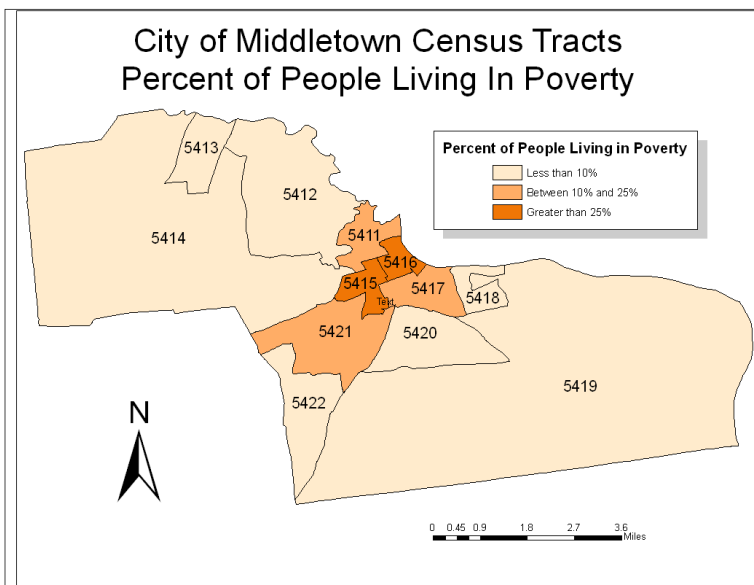 City of Middletown Census Tracts
Percent of People Living In Poverty
Percent of People Living in Poverty
Less than 10%
Between 10% and 25%
Greater than 25%
5413
5412
5414
5411
5416
5415
5417
Text
5418
5421
5420
5419
5422
N
0 0.45 0.9 1.8 2.7 3.6
Miles